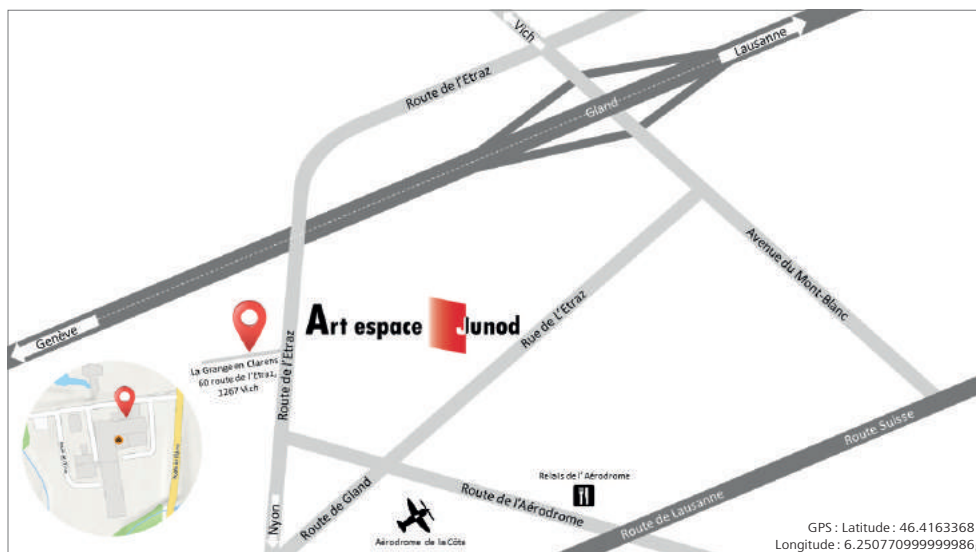 Vich
Lausanne
Route de l'Etraz
Gland
Avenue du Mont-Blanc
Rue de L'Etraz
Art espace Junod
Genève
La Grange en Clarens
60 route de l'Etraz,
1267 Vich
Route de l'Etraz
Route Suisse
Relais de l'Aérodrome
Route de l'Aérodrome
Route de Lausanne
Route de Gland
Nyon
Aérodrome de la Côte
GPS : Latitude : 46.4163368
Longitude : 6.250770999999986